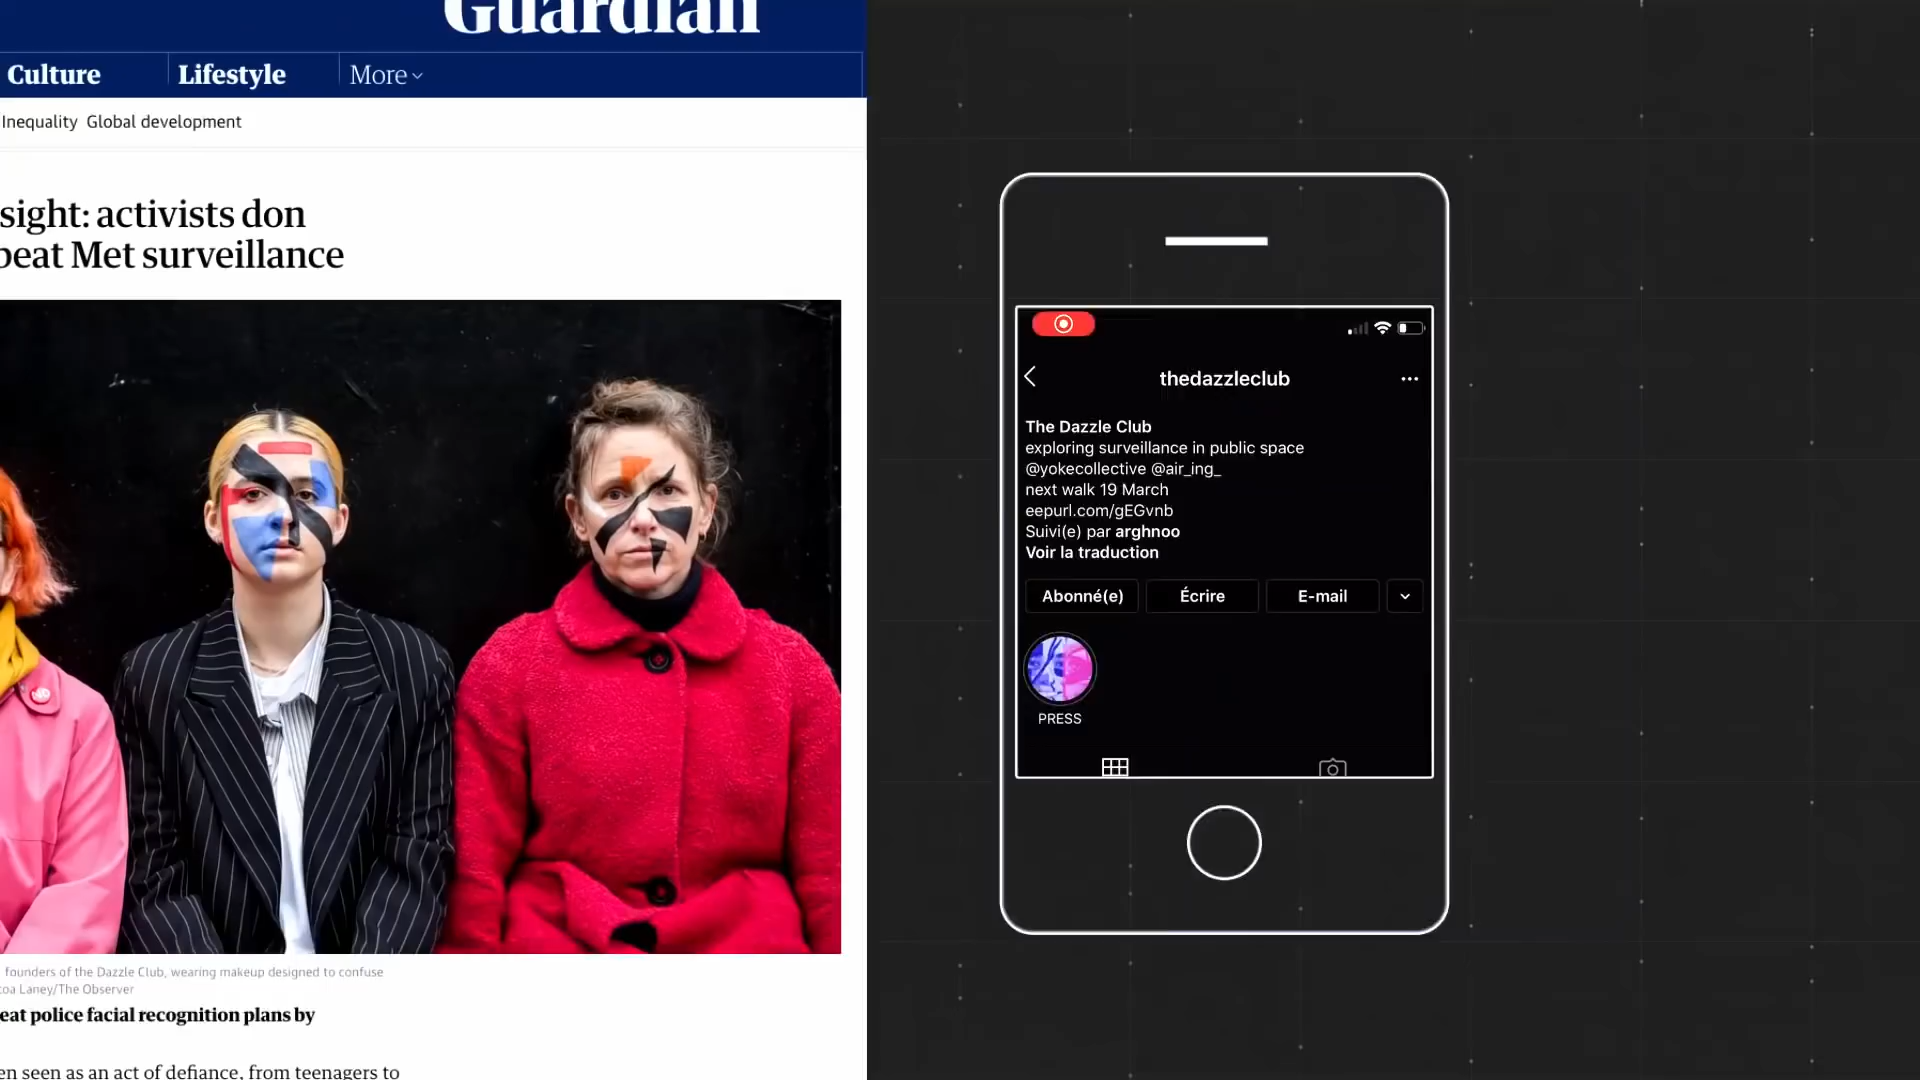 Guardian
Culture
Lifestyle
More
Inequality Global development
sight: activists don
beat Met surveillance
founders of the Dazzle Club, wearing makeup designed to confuse
Laney/The Observer
eat police facial recognition plans by
en seen as an act of defiance, from teenagers to
thedazzleclub
The Dazzle Club
exploring surveillance in public space
@yokecollective @air_ing_
next walk 19 March
eepurl.com/gEGvnb
Suivi(e) par arghnoo
Voir la traduction
Abonné(e)
Écrire
E-mail
PRESS